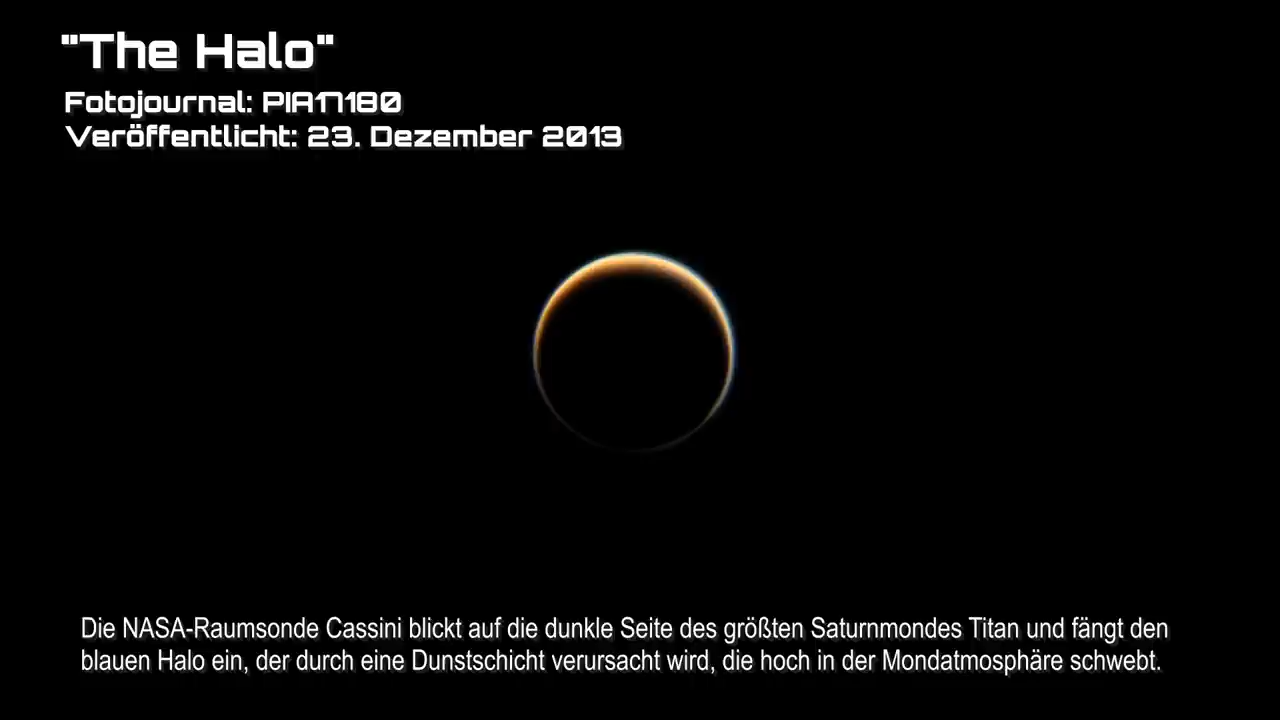 "The Halo"
Fotojournal: PIA17180
Veröffentlicht: 23. Dezember 2013
Die NASA-Raumsonde Cassini blickt auf die dunkle Seite des größten Saturnmondes Titan und fängt den
blauen Halo ein, der durch eine Dunstschicht verursacht wird, die hoch in der Mondatmosphäre schwebt.